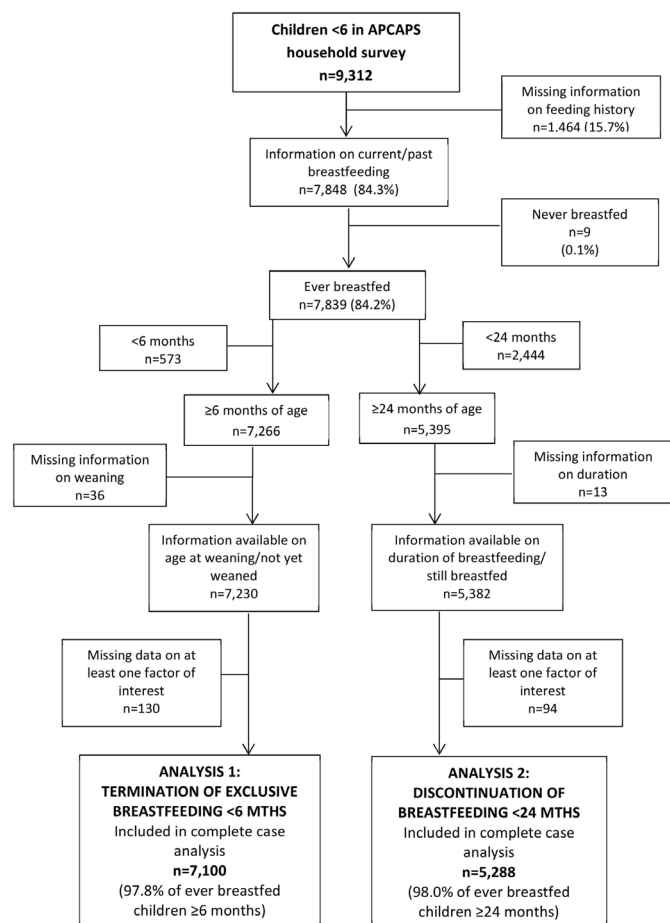 Children <6 in APCAPS
household survey
n=9,312
Missing information
on feeding history
n=1.464 (15.7%)
Information on current/past
breastfeeding
n=7,848 (84.3%)
Never breastfed
n=9
(0.1%)
Ever breastfed
n=7,839 (84.2%)
<6 months
n=573
<24 months
n=2,444
≥6 months of age
n=7,266
≥24 months of age
n=5,395
Missing information
on weaning
n=36
Missing information
on duration
n=13
Information available on
age at weaning/not yet
weaned
n=7,230
Information available on
duration of breastfeeding/
still breastfed
n=5,382
Missing data on at
least one factor of
interest
n=130
Missing data on at
least one factor of
interest
n=94
ANALYSIS 1:
TERMINATION OF EXCLUSIVE
BREASTFEEDING <6 MTHS
Included in complete case
analysis
n=7,100
(97.8% of ever breastfed
children ≥6 months)
ANALYSIS 2:
DISCONTINUATION OF
BREASTFEEDING <24 MTHS
Included in complete case
analysis
n=5,288
(98.0% of ever breastfed
children ≥24 months)